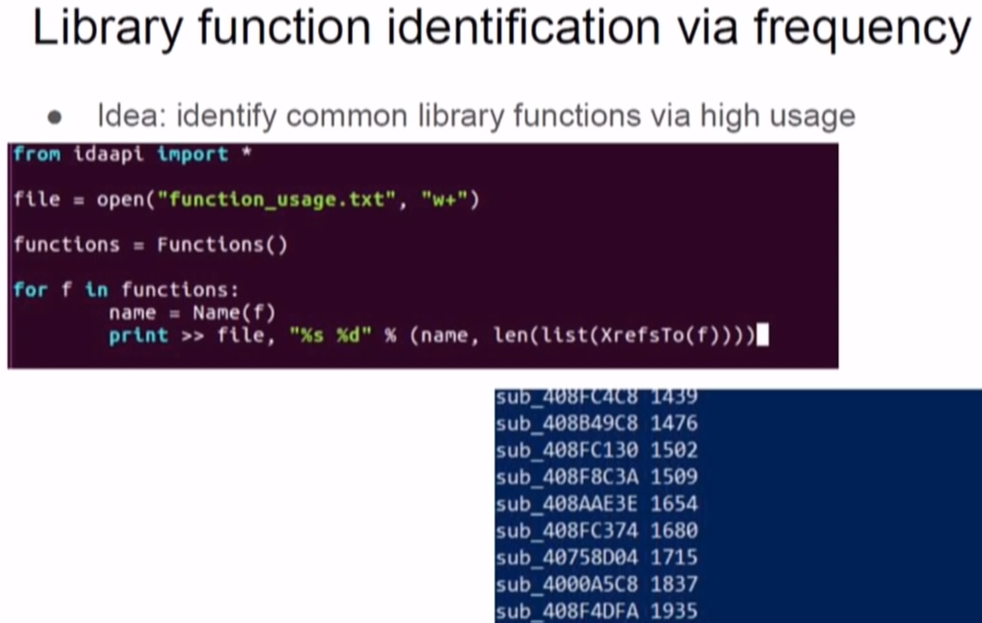 Library function identification via frequency
● Idea: identify common library functions via high usage
from idaapi import *
file = open("function_usage.txt", "w+")
functions = Functions()
for f in functions:
name = Name(f)
print >> file, "%s %d" % (name, len(list(XrefsTo(f))))
sub_408FC4C8 1439
sub_408B49C8 1476
sub_408FC130 1502
sub_408F8C3A 1509
sub_408AAE3E 1654
sub_408FC374 1680
sub_40758D04 1715
sub_4000A5C8 1837
sub_408F4DFA 1935